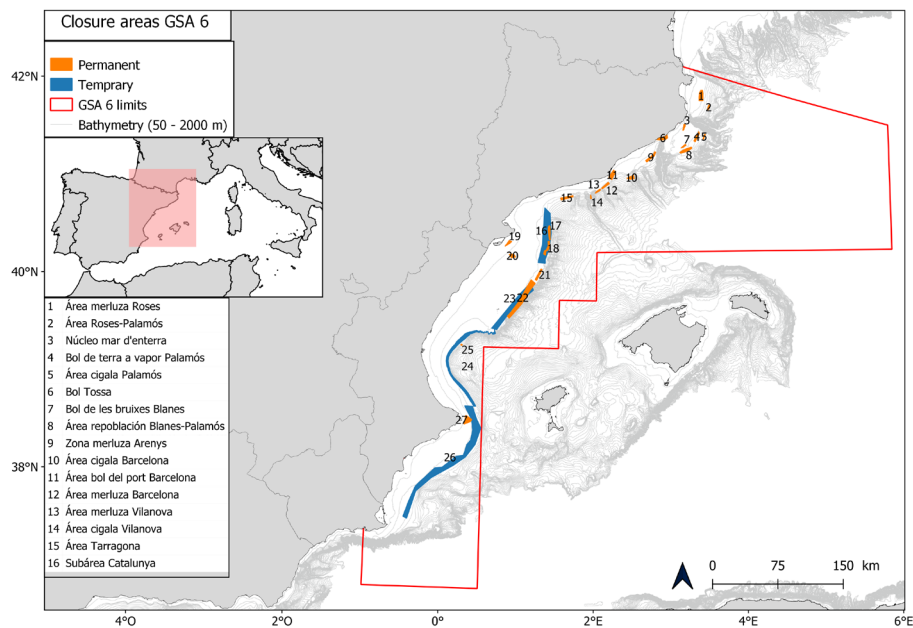 Closure areas GSA 6
Permanent
Temprary
GSA 6 limits
Bathymetry (50 - 2000 m)
1 Área merluza Roses
2 Área Roses-Palamós
3 Núcleo mar d'enterra
4 Bol de terra a vapor Palamós
5 Área cigala Palamós
6 Bol Tossa
7 Bol de les bruixes Blanes
8 Área repoblación Blanes-Palamós
9 Zona merluza Arenys
10 Área cigala Barcelona
11 Área bol del port Barcelona
12 Área merluza Barcelona
13 Área merluza Vilanova
14 Área cigala Vilanova
15 Área Tarragona
16 Subárea Catalunya
42°N
40°N
38°N
4°O
2°O
0°
2°E
4°E
6°E
1
2
3
4 5
6
7
8
9
10
11
12
13
14
15
16
17
18
19
20
21
22
23
25
24
27
26
0 75 150 km